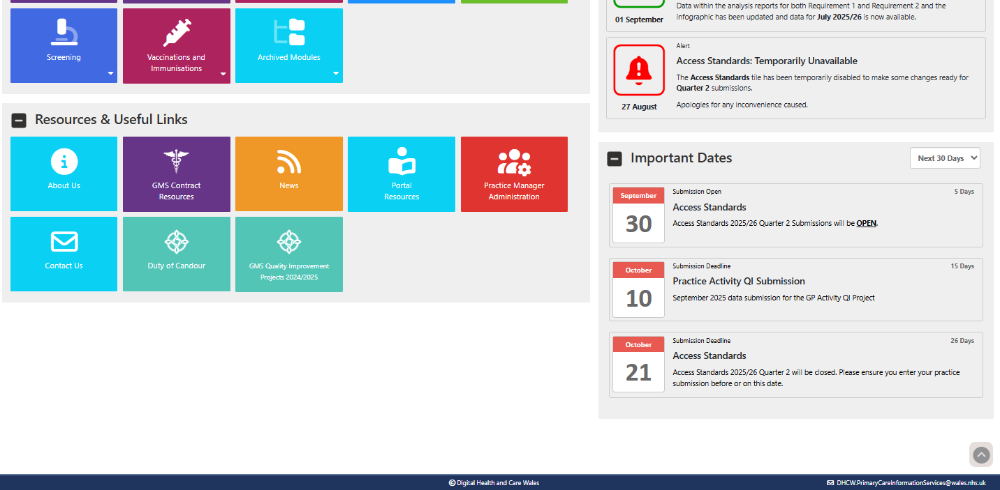 Screening
Vaccinations and
Immunisations
Archived Modules
Resources & Useful Links
About Us
GMS Contract
Resources
News
Portal
Resources
Practice Manager
Administration
Contact Us
Duty of Candour
GMS Quality Improvement
Projects 2024/2025
01 September
Data within the analysis reports for both Requirement 1 and Requirement 2 and the
infographic has been updated and data for July 2025/26 is now available.
27 August
Alert
Access Standards: Temporarily Unavailable
The Access Standards tile has been temporarily disabled to make some changes ready for
Quarter 2 submissions.
Apologies for any inconvenience caused.
Important Dates
Next 30 Days
September
30
Submission Open
5 Days
Access Standards
Access Standards 2025/26 Quarter 2 Submissions will be OPEN.
October
10
Submission Deadline
15 Days
Practice Activity QI Submission
September 2025 data submission for the GP Activity QI Project
October
21
Submission Deadline
26 Days
Access Standards
Access Standards 2025/26 Quarter 2 will be closed. Please ensure you enter your practice
submission before or on this date.
© Digital Health and Care Wales
DHCW.PrimaryCareInformationServices@wales.nhs.uk